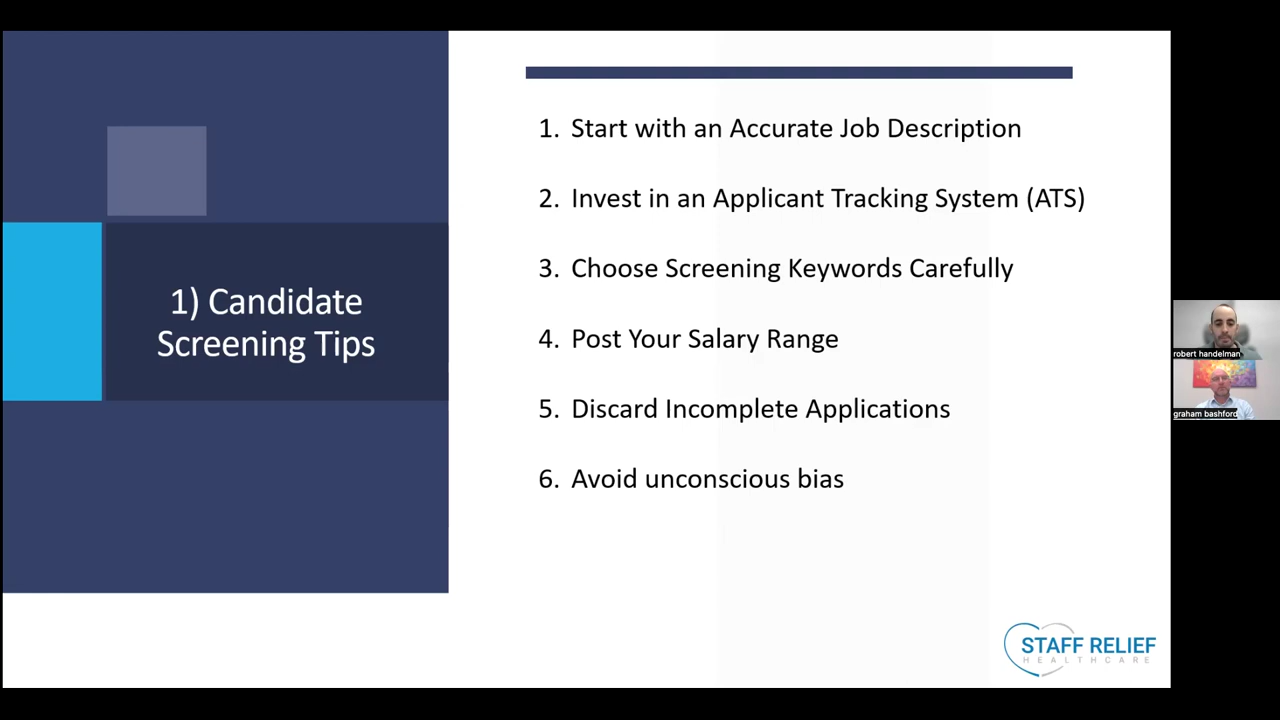 1) Candidate
Screening Tips
1. Start with an Accurate Job Description
2. Invest in an Applicant Tracking System (ATS)
3. Choose Screening Keywords Carefully
4. Post Your Salary Range
5. Discard Incomplete Applications
6. Avoid unconscious bias
robert handelman
graham bashford
STAFF RELIEF
HEALTHCARE